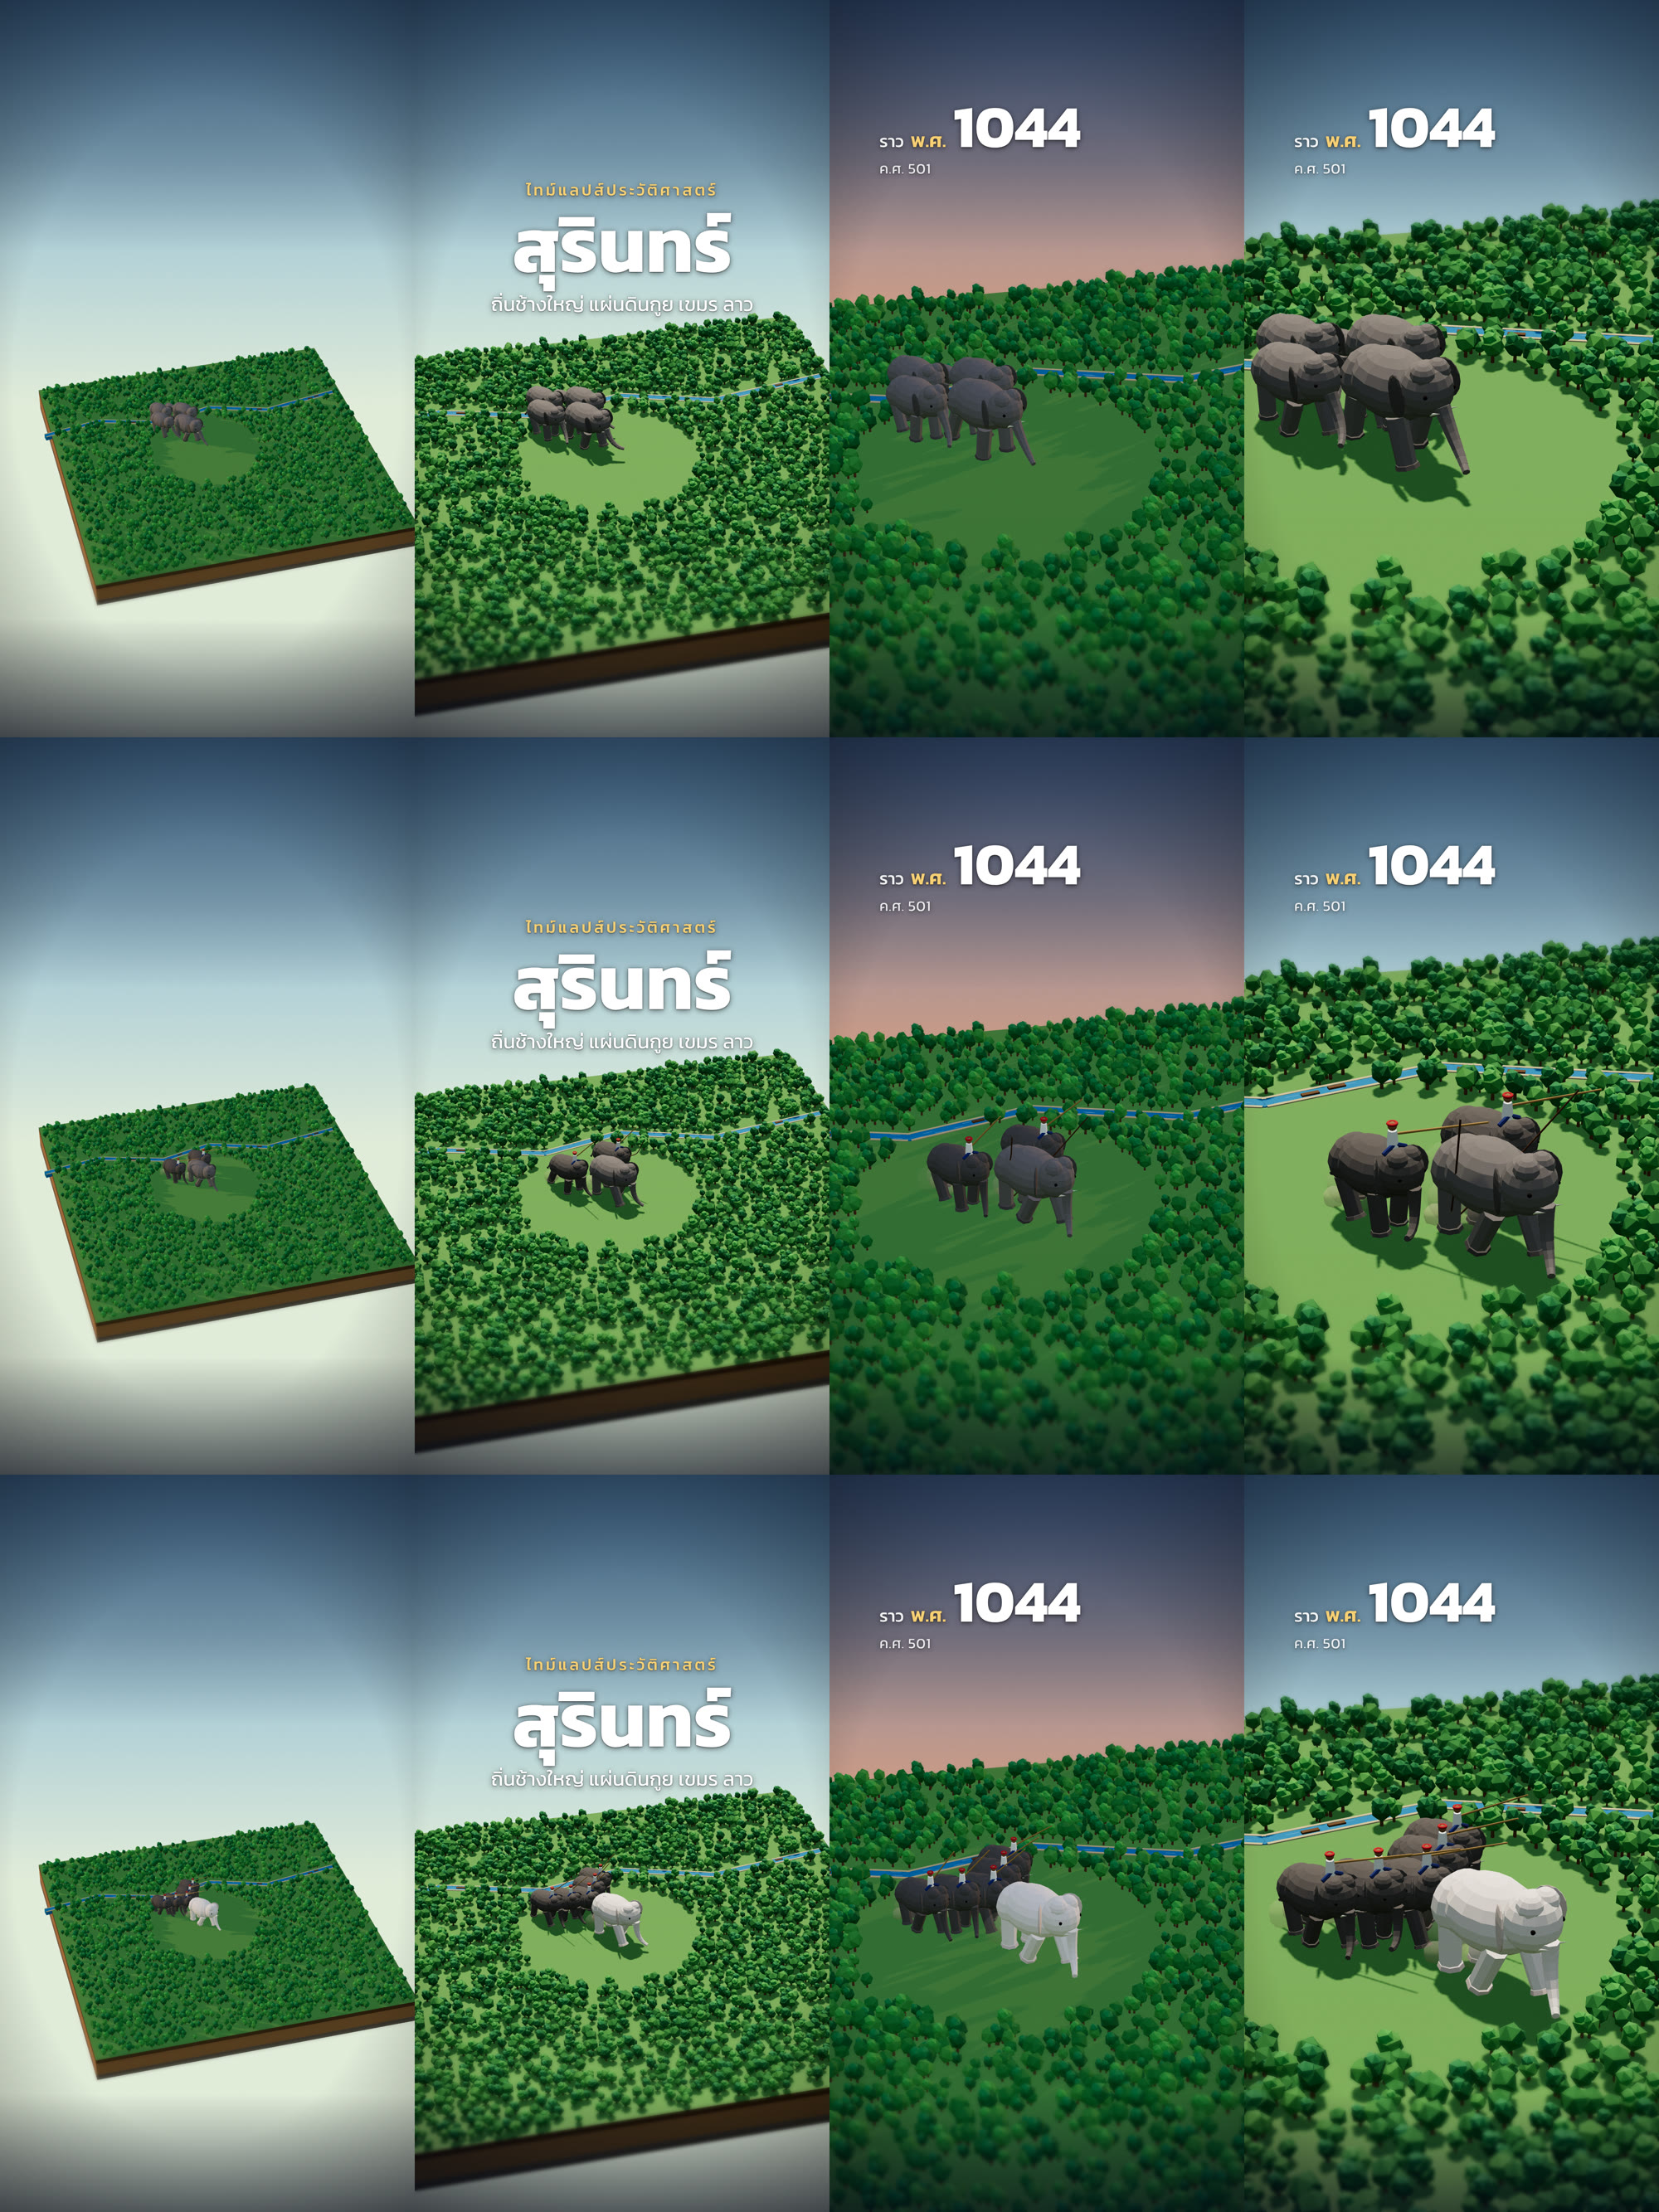 ราว พ.ศ. 1044
ค.ศ. 501
ราว พ.ศ. 1044
ค.ศ. 501
ไทม์แลปส์ประวัติศาสตร์
สุรินทร์
ถิ่นช้างใหญ่ แผ่นดินกูย เขมร ลาว
ราว พ.ศ. 1044
ค.ศ. 501
ราว พ.ศ. 1044
ค.ศ. 501
ไทม์แลปส์ประวัติศาสตร์
สุรินทร์
ถิ่นช้างใหญ่ แผ่นดินกูย เขมร ลาว
ราว พ.ศ. 1044
ค.ศ. 501
ราว พ.ศ. 1044
ค.ศ. 501
ไทม์แลปส์ประวัติศาสตร์
สุรินทร์
ถิ่นช้างใหญ่ แผ่นดินกูย เขมร ลาว